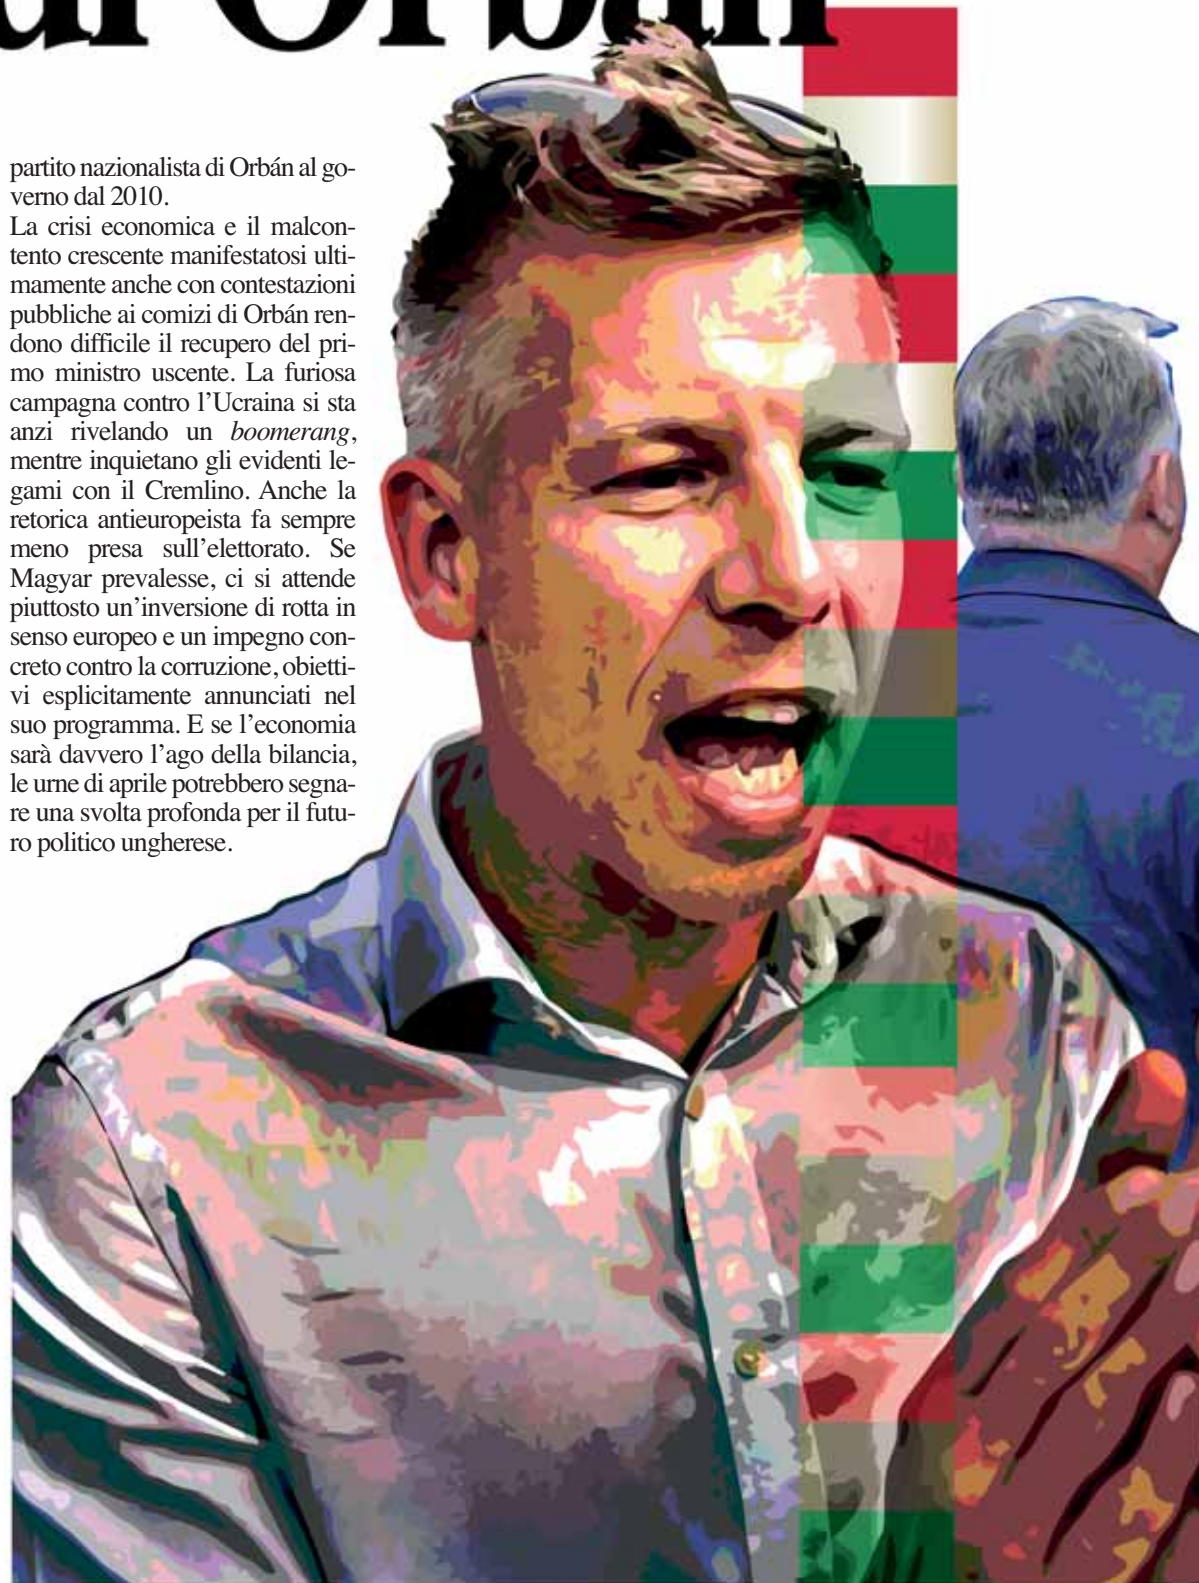 di Orbán
partito nazionalista di Orbán al go-
verno dal 2010.
La crisi economica e il malcon-
tento crescente manifestatosi ulti-
mamente anche con contestazioni
pubbliche ai comizi di Orbán ren-
dono difficile il recupero del pri-
mo ministro uscente. La furiosa
campagna contro l’Ucraina si sta
anzi rivelando un boomerang,
mentre inquietano gli evidenti le-
gami con il Cremlino. Anche la
retorica antieuropeista fa sempre
meno presa sull’elettorato. Se
Magyar prevalesse, ci si attende
piuttosto un’inversione di rotta in
senso europeo e un impegno con-
creto contro la corruzione, obietti-
vi esplicitamente annunciati nel
suo programma. E se l’economia
sarà davvero l’ago della bilancia,
le urne di aprile potrebbero segna-
re una svolta profonda per il futu-
ro politico ungherese.